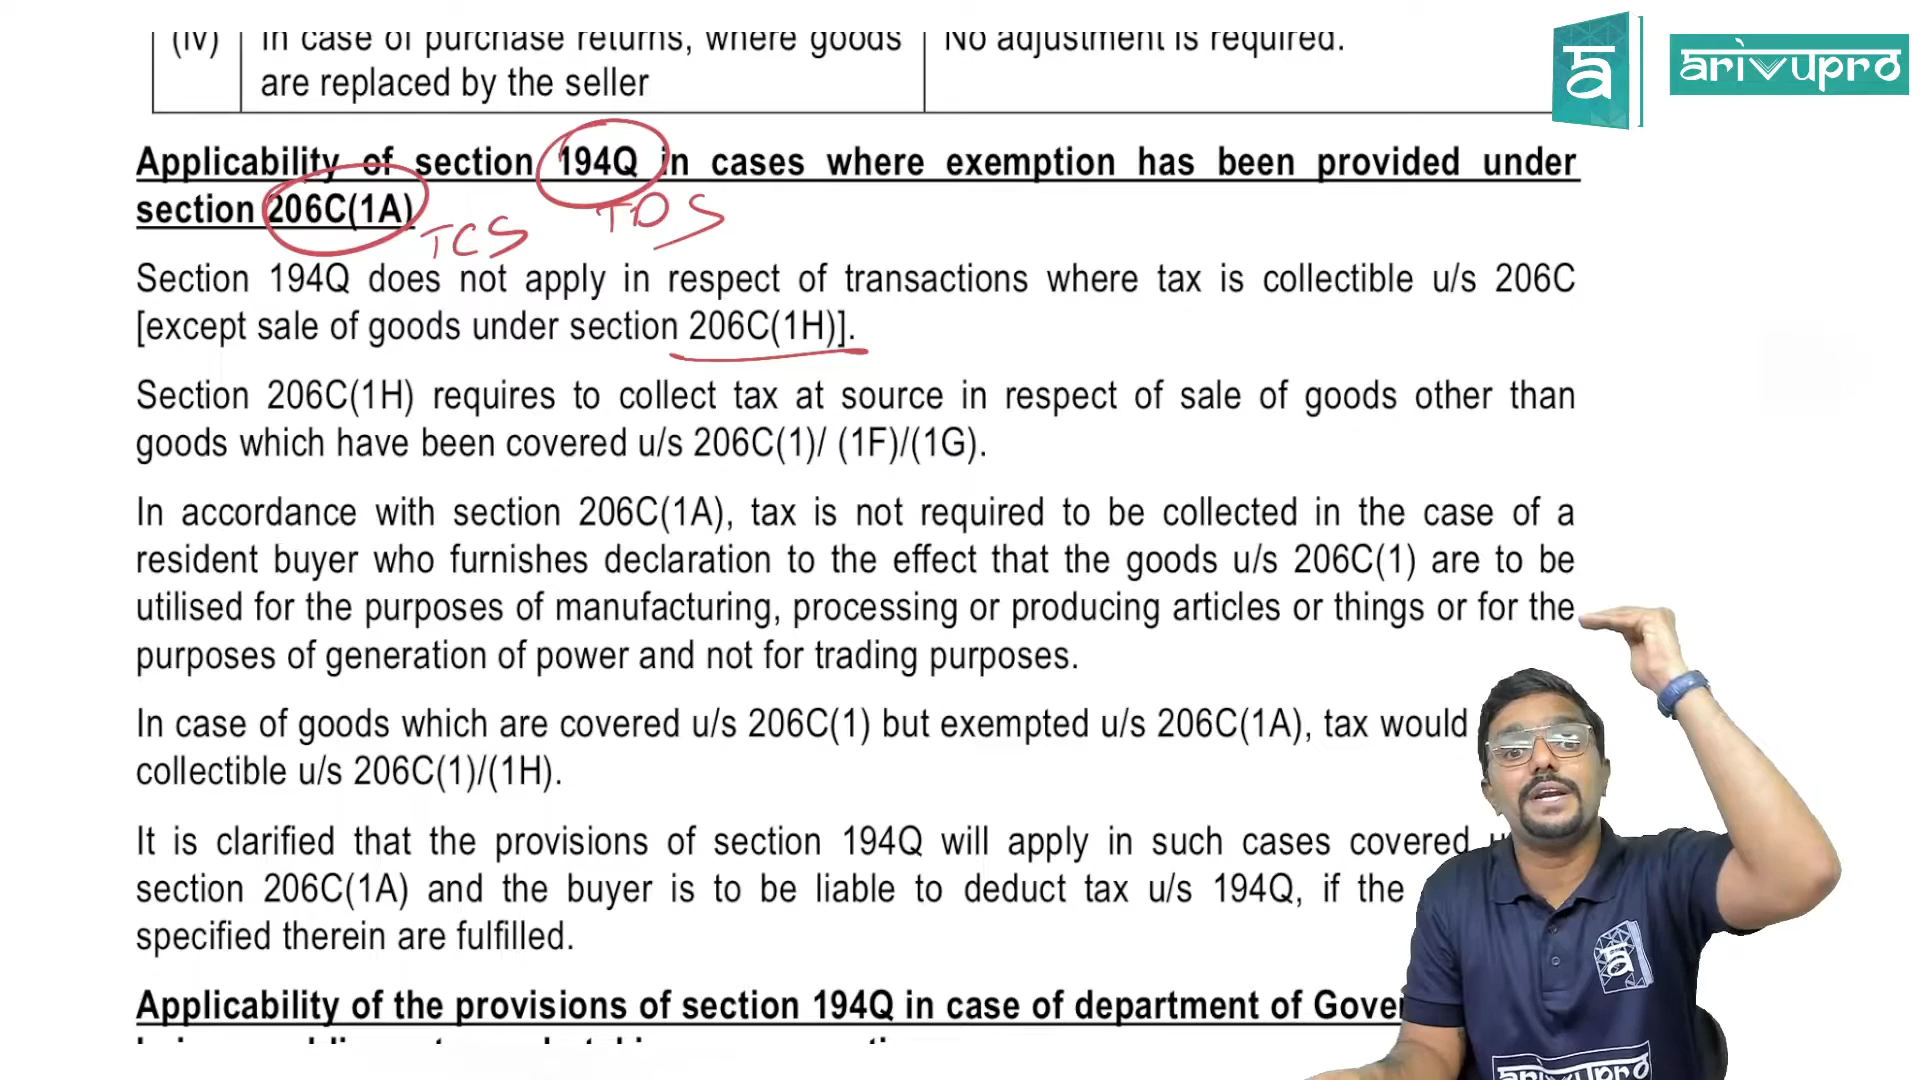 (iv) In case of purchase returns, where goods No adjustment is required.
are replaced by the seller
a arivupro
Applicability of section 194Q in cases where exemption has been provided under
section 206C(1A)
TCS TDS
Section 194Q does not apply in respect of transactions where tax is collectible u/s 206C
[except sale of goods under section 206C(1H)].
Section 206C(1H) requires to collect tax at source in respect of sale of goods other than
goods which have been covered u/s 206C(1)/ (1F)/(1G).
In accordance with section 206C(1A), tax is not required to be collected in the case of a
resident buyer who furnishes declaration to the effect that the goods u/s 206C(1) are to be
utilised for the purposes of manufacturing, processing or producing articles or things or for the
purposes of generation of power and not for trading purposes.
In case of goods which are covered u/s 206C(1) but exempted u/s 206C(1A), tax would
collectible u/s 206C(1)/(1H).
It is clarified that the provisions of section 194Q will apply in such cases covered
section 206C(1A) and the buyer is to be liable to deduct tax u/s 194Q, if the
specified therein are fulfilled.
Applicability of the provisions of section 194Q in case of department of
a
arivupro